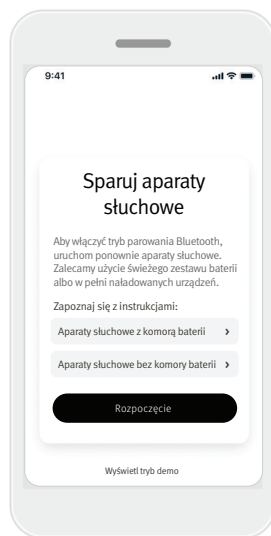 9:41
Sparuj aparaty
słuchowe
Aby włączyć tryb parowania Bluetooth,
uruchom ponownie aparaty słuchowe.
Zalecamy użycie świeżego zestawu baterii
albo w pełni naładowanych urządzeń.
Zapoznaj się z instrukcjami:
Aparaty słuchowe z komorą baterii
Aparaty słuchowe bez komory baterii
Rozpoczęcie
Wyświetl tryb demo